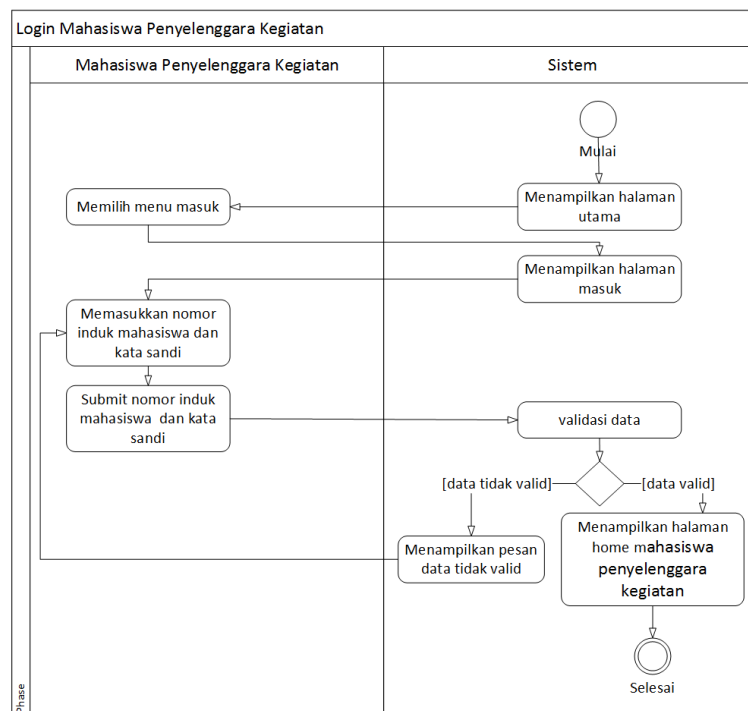 Login Mahasiswa Penyelenggara Kegiatan
Mahasiswa Penyelenggara Kegiatan
Sistem
Mulai
Menampilkan halaman
utama
Memilih menu masuk
Menampilkan halaman
masuk
Memasukkan nomor
induk mahasiswa dan
kata sandi
Submit nomor induk
mahasiswa dan kata
sandi
validasi data
[data tidak valid]
[data valid]
Menampilkan pesan
data tidak valid
Menampilkan halaman
home mahasiswa
penyelenggara
kegiatan
Selesai
Phase